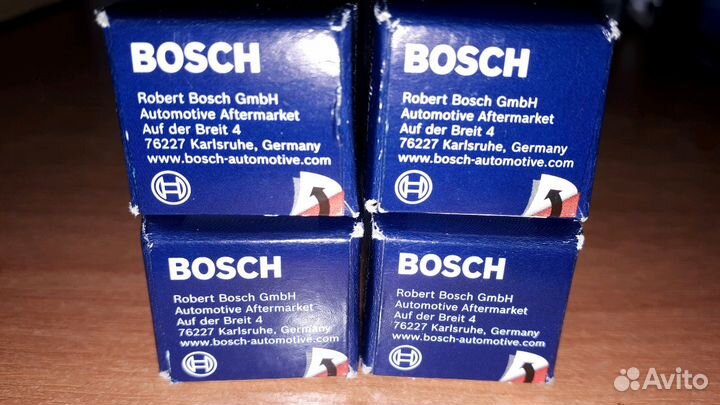 BOSCH
Robert Bosch GmbH
Automotive Aftermarket
Auf der Breit 4
76227 Karlsruhe, Germany
www.bosch-automotive.com
BOSCH
Robert Bosch GmbH
Automotive Aftermarket
Auf der Breit 4
76227 Karlsruhe, Germany
www.bosch-automotive.com
BOSCH
Robert Bosch GmbH
Automotive Aftermarket
Auf der Breit 4
76227 Karlsruhe, Germany
www.bosch-automotive.com
BOSCH
Robert Bosch GmbH
Automotive Aftermarket
Auf der Breit 4
76227 Karlsruhe, Germany
www.bosch-automotive.com
Avito